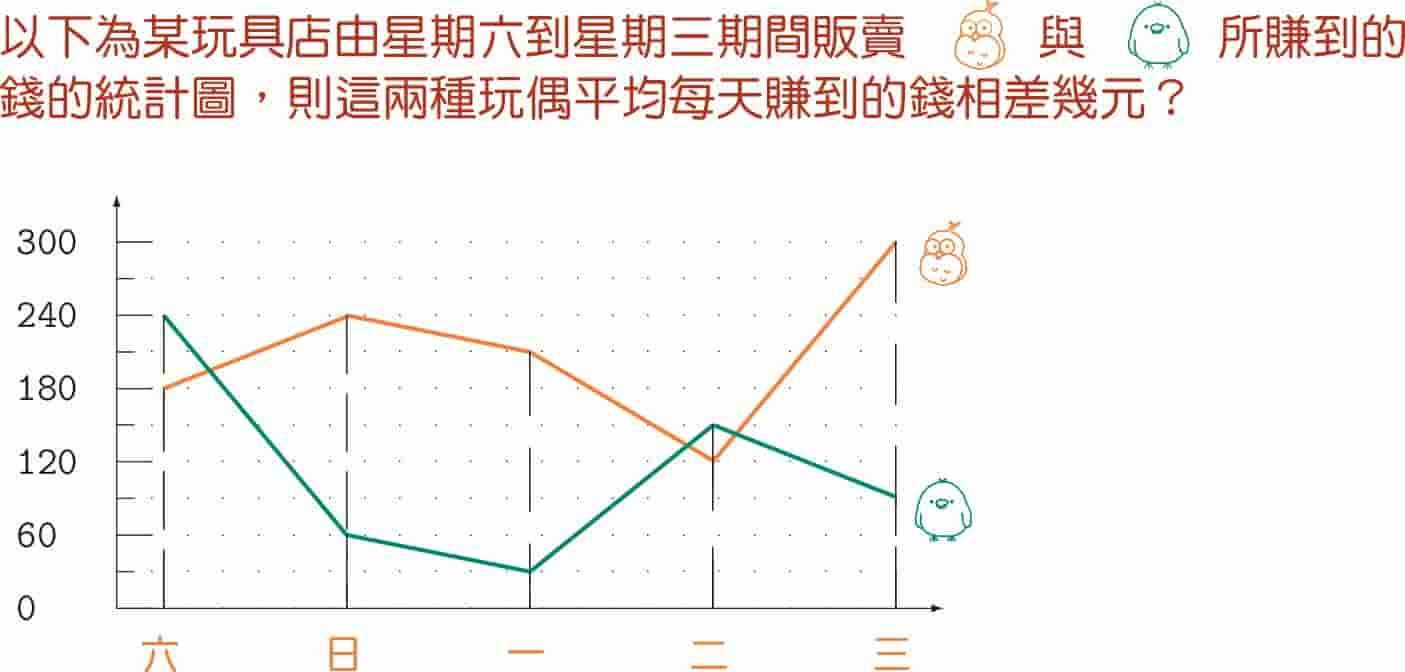 以下為某玩具店由星期六到星期三期間販賣 與 所賺到的
錢的統計圖，則這兩種玩偶平均每天賺到的錢相差幾元？
300
240
180
120
60
0
六 日 一 二 三